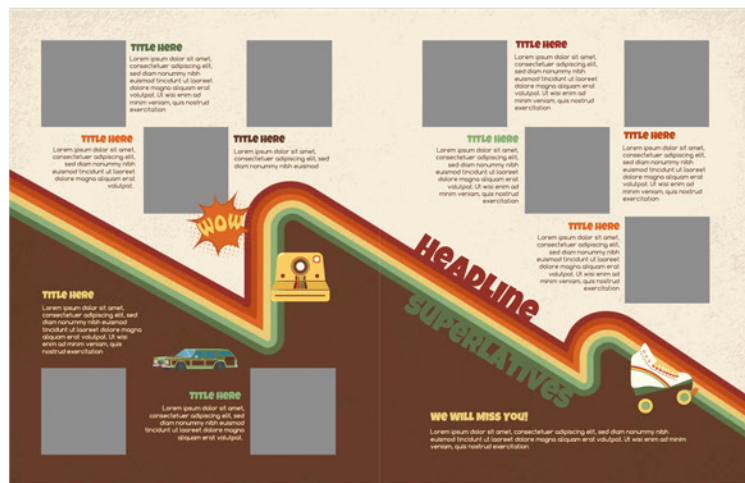 TITLE HERE
Lorem ipsum dolor sit amet,
consectetuer adipiscing elit,
sed diam nonummy nibh
euismod tincidunt ut laoreet
dolore magna aliquam erat
volutpat. Ut wisi enim ad
minim veniam, quis nostrud
exercitation
TITLE HERE
Lorem ipsum dolor sit amet,
consectetuer adipiscing elit,
sed diam nonummy nibh
euismod tincidunt ut laoreet
dolore magna aliquam erat
volutpat.
TITLE HERE
Lorem ipsum dolor sit amet,
consectetuer adipiscing elit, sed
diam nonummy nibh euismod
WOW
TITLE HERE
Lorem ipsum dolor sit amet,
consectetuer adipiscing elit, sed
diam nonummy nibh euismod
tincidunt ut laoreet dolore magna
aliquam erat volutpat. Ut wisi
enim ad minim veniam, quis
nostrud exercitation
TITLE HERE
Lorem ipsum dolor sit amet,
consectetuer adipiscing elit, sed
diam nonummy nibh euismod
tincidunt ut laoreet dolore magna
aliquam erat volutpat.
TITLE HERE
Lorem ipsum dolor sit amet,
consectetuer adipiscing elit,
sed diam nonummy nibh
euismod tincidunt ut laoreet
dolore magna aliquam erat
volutpat. Ut wisi enim ad
minim veniam, quis nostrud
exercitation
TITLE HERE
Lorem ipsum dolor sit amet,
consectetuer adipiscing elit,
sed diam nonummy nibh
euismod tincidunt ut laoreet
dolore magna aliquam erat
volutpat. Ut wisi enim ad
minim veniam, quis nostrud
exercitation
TITLE HERE
Lorem ipsum dolor sit amet,
consectetuer adipiscing elit,
sed diam nonummy nibh
euismod tincidunt ut laoreet
dolore magna aliquam erat
volutpat. Ut wisi enim ad
minim veniam, quis nostrud
exercitation
TITLE HERE
Lorem ipsum dolor sit amet,
consectetuer adipiscing elit,
sed diam nonummy nibh
euismod tincidunt ut laoreet
dolore magna aliquam erat
volutpat. Ut wisi enim ad
minim veniam, quis nostrud
exercitation
HEADLINE
SUPERLATIVES
WE WILL MISS YOU!
Lorem ipsum dolor sit amet, consectetuer adipiscing elit, sed diam nonummy nibh
euismod tincidunt ut laoreet dolore magna aliquam erat volutpat. Ut wisi enim ad minim
veniam, quis nostrud exercitation